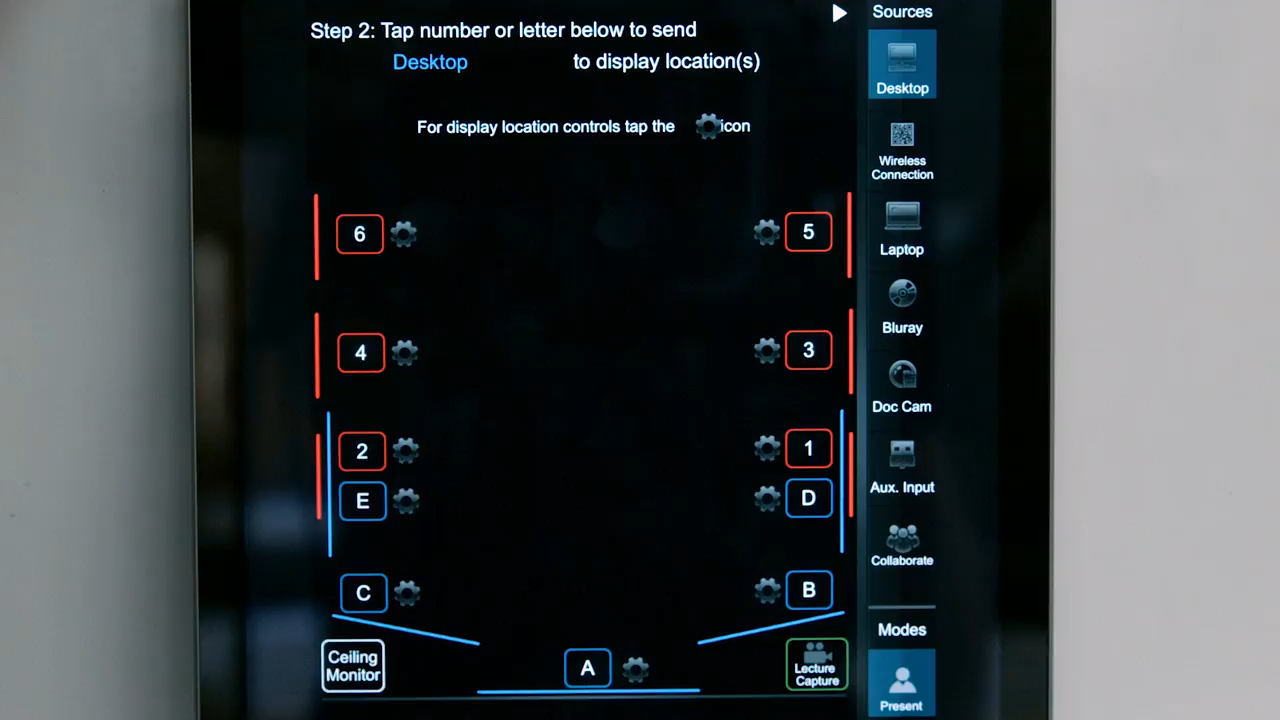 Step 2: Tap number or letter below to send
Desktop to display location(s)
For display location controls tap the icon
6
5
4
3
2
1
E
D
C
B
A
Ceiling
Monitor
Lecture
Capture
Sources
Desktop
Wireless
Connection
Laptop
Bluray
Doc Cam
Aux. Input
Collaborate
Modes
Present